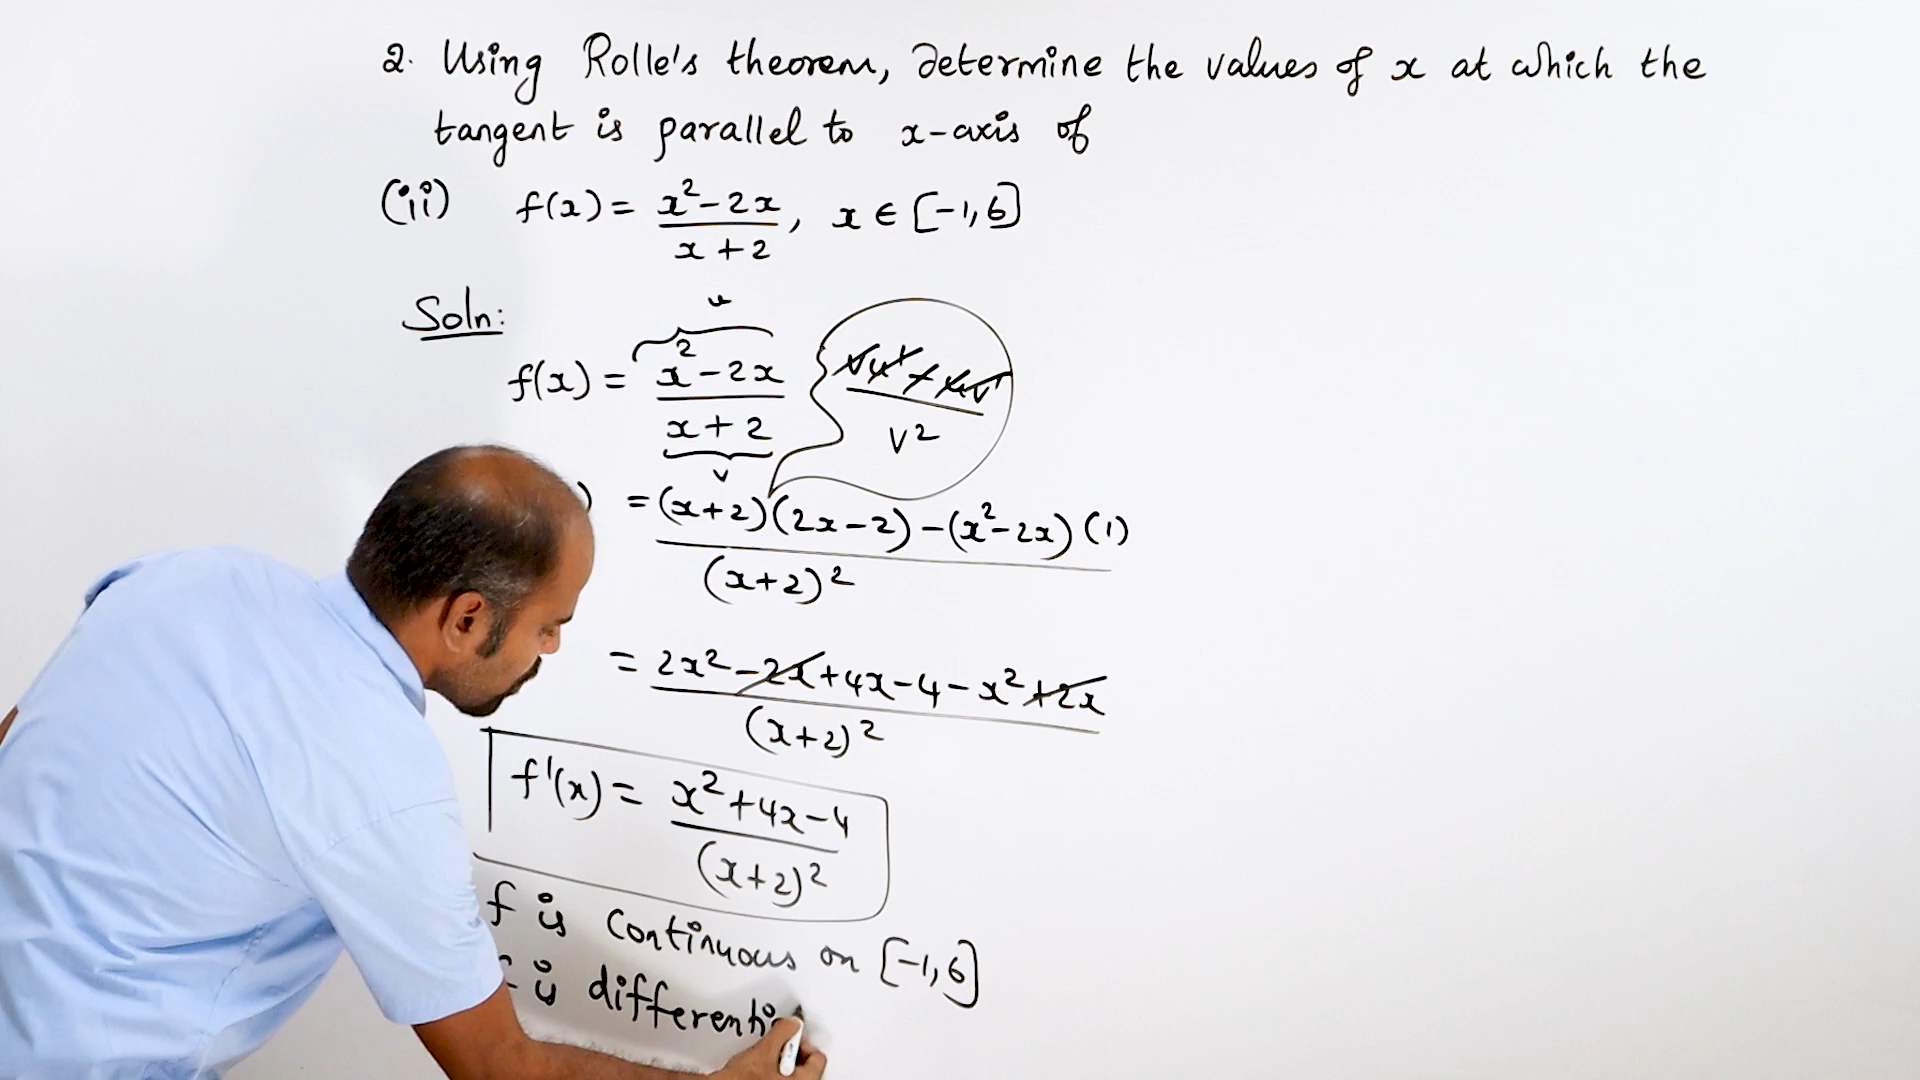 2. Using Rolle's theorem, determine the values of x at which the
tangent is parallel to x-axis of
(ii) f(x) = x²-2x / x+2, x ∈ [-1,6]
Soln:
u
f(x) = x²-2x / x+2
v
v²
= (x+2)(2x-2)-(x²-2x)(1) / (x+2)²
= 2x²-2x+4x-4-x²+2x / (x+2)²
f'(x) = x²+4x-4 / (x+2)²
f is continuous on [-1,6]
is differenti